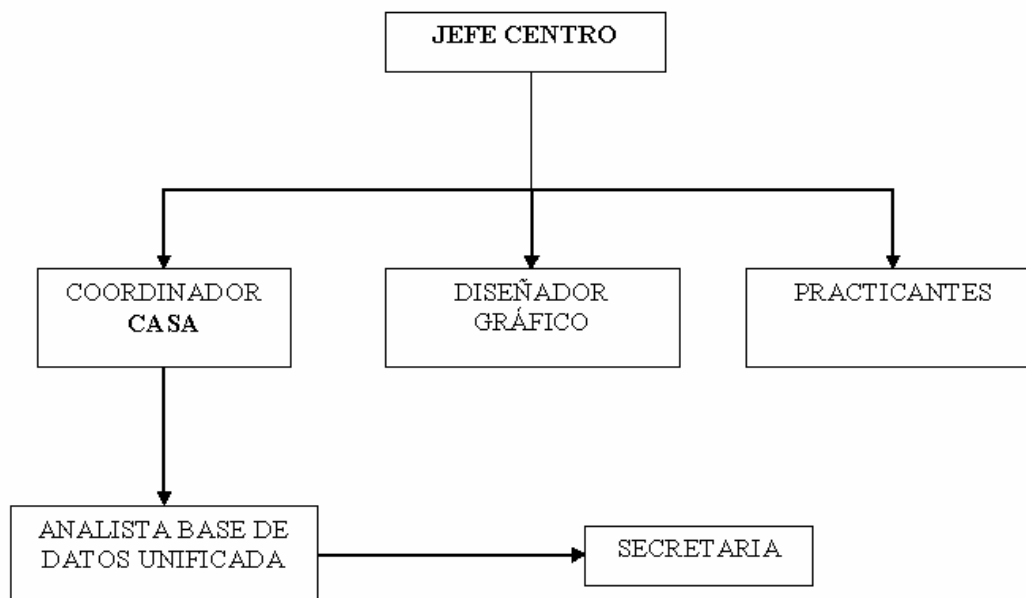 JEFE CENTRO
COORDINADOR
CASA
DISEÑADOR
GRÁFICO
PRACTICANTES
ANALISTA BASE DE
DATOS UNIFICADA
SECRETARIA